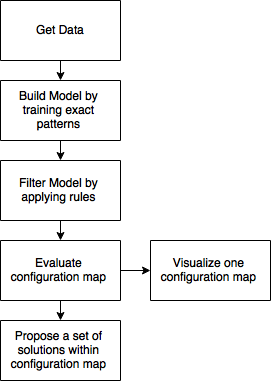 Get Data
Build Model by
training exact
patterns
Filter Model by
applying rules
Evaluate
configuration map
Visualize one
configuration map
Propose a set of
solutions within
configuration map